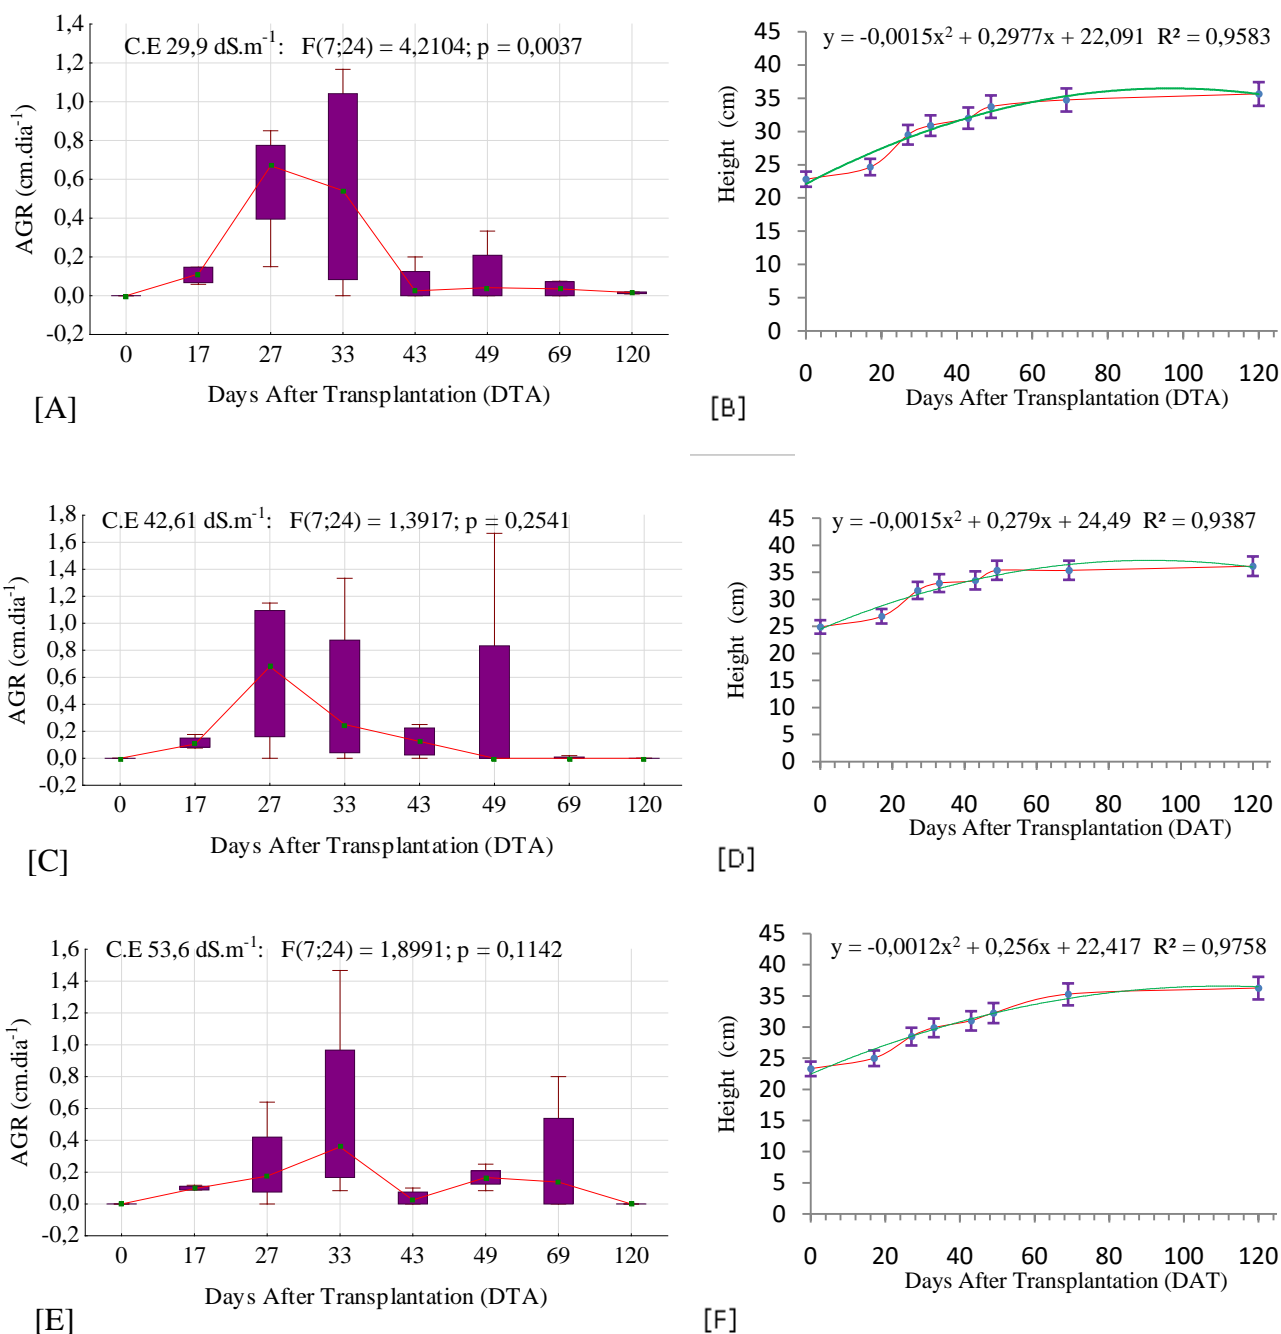 C.E 29,9 dS.m⁻¹: F(7;24) = 4,2104; p = 0,0037
AGR (cm.dia⁻¹)
1,4
1,2
1,0
0,8
0,6
0,4
0,2
0,0
-0,2
0 17 27 33 43 49 69 120
Days After Transplantation (DTA)
[A]
y = -0,0015x² + 0,2977x + 22,091 R² = 0,9583
Height (cm)
45
40
35
30
25
20
15
10
5
0
0 20 40 60 80 100 120
Days After Transplantation (DTA)
[B]
C.E 42,61 dS.m⁻¹: F(7;24) = 1,3917; p = 0,2541
AGR (cm.dia⁻¹)
1,8
1,6
1,4
1,2
1,0
0,8
0,6
0,4
0,2
0,0
-0,2
0 17 27 33 43 49 69 120
Days After Transplantation (DTA)
[C]
y = -0,0015x² + 0,279x + 24,49 R² = 0,9387
Height (cm)
45
40
35
30
25
20
15
10
5
0
0 20 40 60 80 100 120
Days After Transplantation (DAT)
[D]
C.E 53,6 dS.m⁻¹: F(7;24) = 1,8991; p = 0,1142
AGR (cm.dia⁻¹)
1,6
1,4
1,2
1,0
0,8
0,6
0,4
0,2
0,0
-0,2
0 17 27 33 43 49 69 120
Days After Transplantation (DTA)
[E]
y = -0,0012x² + 0,256x + 22,417 R² = 0,9758
Height (cm)
45
40
35
30
25
20
15
10
5
0
0 20 40 60 80 100 120
Days After Transplantation (DAT)
[F]